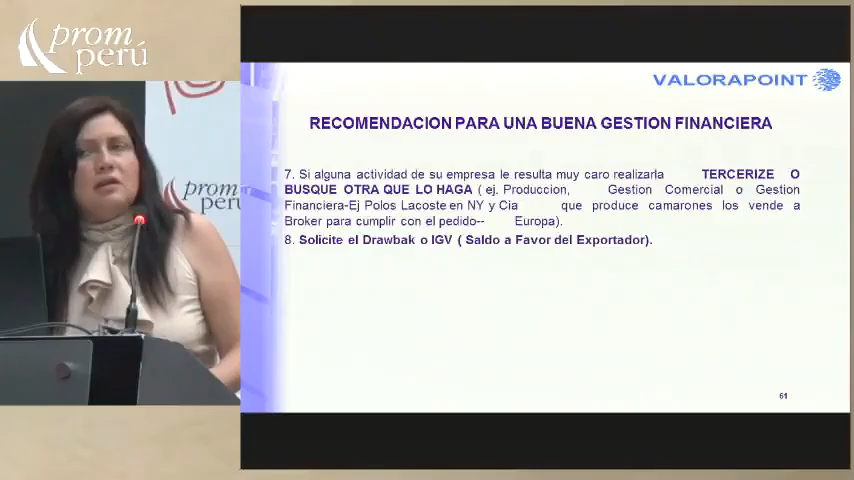 prom
perú
prom
perú
VALORAPOINT
RECOMENDACION PARA UNA BUENA GESTION FINANCIERA
7. Si alguna actividad de su empresa le resulta muy caro realizarla TERCERIZE O
BUSQUE OTRA QUE LO HAGA ( ej. Produccion, Gestion Comercial o Gestion
Financiera-Ej Polos Lacoste en NY y Cia que produce camarones los vende a
Broker para cumplir con el pedido-- Europa).
8. Solicite el Drawbak o IGV ( Saldo a Favor del Exportador).
61